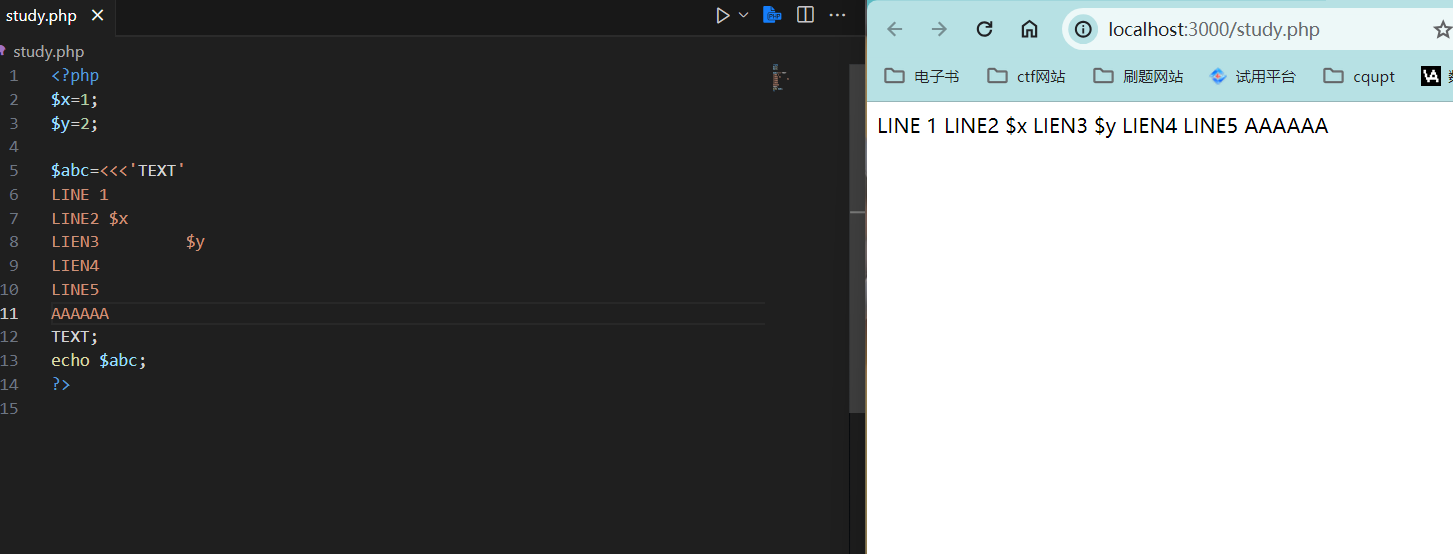 study.php
study.php
1 <?php
2 $x=1;
3 $y=2;
4
5 $abc=<<<'TEXT'
6 LINE 1
7 LINE2 $x
8 LIEN3         $y
9 LIEN4
10 LINE5
11 AAAAAA
12 TEXT;
13 echo $abc;
14 ?>
15
localhost:3000/study.php
电子书 ctf网站 刷题网站 试用平台 cqupt
LINE 1 LINE2 $x LIEN3 $y LIEN4 LINE5 AAAAAA